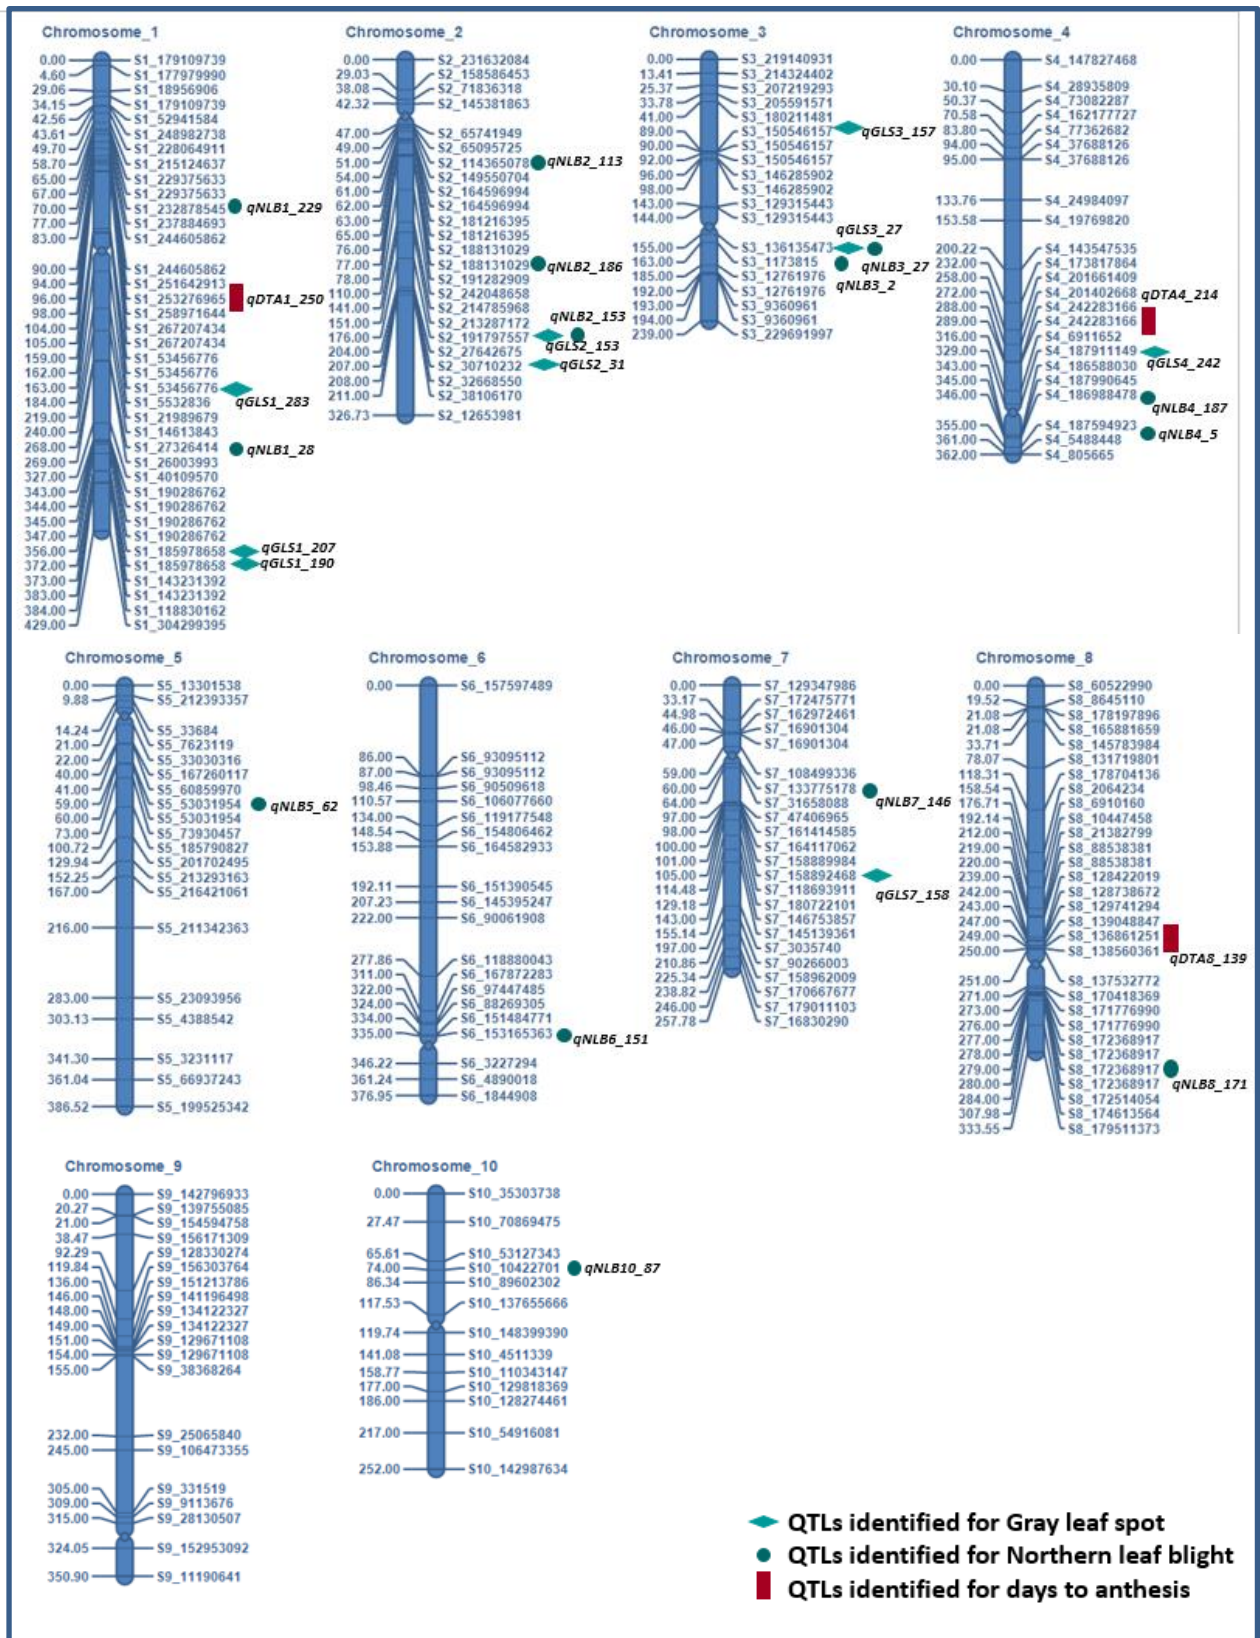 Chromosome_1
0.00 S1_179109739
4.60 S1_177979990
29.06 S1_18956906
34.15 S1_179109739
42.56 S1_52941584
43.61 S1_248982738
49.70 S1_228064911
58.70 S1_215124637
65.00 S1_229375633
67.00 S1_229375633
70.00 S1_232878545 qNLB1_229
77.00 S1_237884693
83.00 S1_244605862
90.00 S1_244605862
94.00 S1_251642913
96.00 S1_253276965 qDTA1_250
98.00 S1_258971644
104.00 S1_267207434
105.00 S1_267207434
159.00 S1_53456776
162.00 S1_53456776
163.00 S1_53456776
qGLS1_283
184.00 S1_5532836
219.00 S1_21989679
240.00 S1_14613843
268.00 S1_27326414 qNLB1_28
269.00 S1_26003993
327.00 S1_40109570
343.00 S1_190286762
344.00 S1_190286762
345.00 S1_190286762
347.00 S1_190286762
356.00 S1_185978658 qGLS1_207
372.00 S1_185978658 qGLS1_190
373.00 S1_143231392
383.00 S1_143231392
384.00 S1_118830162
429.00 S1_304299395
Chromosome_2
0.00 S2_231632084
29.03 S2_158586453
38.08 S2_71836318
42.32 S2_145381863
47.00 S2_65741949
49.00 S2_65095725
51.00 S2_114365078 qNLB2_113
54.00 S2_149550704
61.00 S2_164596994
62.00 S2_164596994
63.00 S2_181216395
65.00 S2_181216395
76.00 S2_188131029
77.00 S2_188131029 qNLB2_186
78.00 S2_191282909
110.00 S2_242048658
141.00 S2_214785968
qNLB2_153
151.00 S2_213287172
176.00 S2_191797557
qGLS2_153
204.00 S2_27642675
207.00 S2_30710232 qGLS2_31
208.00 S2_32668550
211.00 S2_38106170
326.73 S2_12653981
Chromosome_3
0.00 S3_219140931
13.41 S3_214324402
25.37 S3_207219293
33.78 S3_205591571
41.00 S3_180211481
89.00 S3_150546157 qGLS3_157
90.00 S3_150546157
92.00 S3_150546157
96.00 S3_146285902
98.00 S3_146285902
143.00 S3_129315443
144.00 S3_129315443
qGLS3_27
155.00 S3_136135473
qNLB3_27
163.00 S3_1173815
qNLB3_2
185.00 S3_12761976
192.00 S3_12761976
193.00 S3_9360961
194.00 S3_9360961
239.00 S3_229691997
Chromosome_4
0.00 S4_147827468
30.10 S4_28935809
50.37 S4_73082287
70.58 S4_162177727
83.80 S4_77362682
94.00 S4_37688126
95.00 S4_37688126
133.76 S4_24984097
153.58 S4_19769820
200.22 S4_143547535
232.00 S4_173817864
258.00 S4_201661409
272.00 S4_201402668
qDTA4_214
288.00 S4_242283166
289.00 S4_242283166
316.00 S4_6911652
329.00 S4_187911149
qGLS4_242
343.00 S4_186588030
345.00 S4_187990645
346.00 S4_186988478
qNLB4_187
355.00 S4_187594923
qNLB4_5
361.00 S4_5488448
362.00 S4_805665
Chromosome_5
0.00 S5_13301538
9.88 S5_212393357
14.24 S5_33684
21.00 S5_7623119
22.00 S5_33030316
40.00 S5_167260117
41.00 S5_60859970
59.00 S5_53031954 qNLB5_62
60.00 S5_53031954
73.00 S5_73930457
100.72 S5_185790827
129.94 S5_201702495
152.25 S5_213293163
167.00 S5_216421061
216.00 S5_211342363
283.00 S5_23093956
303.13 S5_4388542
341.30 S5_3231117
361.04 S5_66937243
386.52 S5_199525342
Chromosome_6
0.00 S6_157597489
86.00 S6_93095112
87.00 S6_93095112
98.46 S6_90509618
110.57 S6_106077660
134.00 S6_119177548
148.54 S6_154806462
153.88 S6_164582933
192.11 S6_151390545
207.23 S6_145395247
222.00 S6_90061908
277.86 S6_118880043
311.00 S6_167872283
322.00 S6_97447485
324.00 S6_88269305
334.00 S6_151484771
335.00 S6_153165363 qNLB6_151
346.22 S6_3227294
361.24 S6_4890018
376.95 S6_1844908
Chromosome_7
0.00 S7_129347986
33.17 S7_172475771
44.98 S7_162972461
46.00 S7_16901304
47.00 S7_16901304
59.00 S7_108499336
60.00 S7_133775178
qNLB7_146
64.00 S7_31658088
97.00 S7_47406965
98.00 S7_161414585
100.00 S7_164117062
101.00 S7_158889984
105.00 S7_158892468
qGLS7_158
114.48 S7_118693911
129.18 S7_180722101
143.00 S7_146753857
155.14 S7_145139361
197.00 S7_3035740
210.86 S7_90266003
225.34 S7_158962009
238.82 S7_170667677
246.00 S7_179011103
257.78 S7_16830290
Chromosome_8
0.00 S8_60522990
19.52 S8_8645110
21.08 S8_178197896
21.08 S8_165881659
33.71 S8_145783984
78.07 S8_131719801
118.31 S8_178704136
158.54 S8_2064234
176.71 S8_6910160
192.14 S8_10447458
212.00 S8_21382799
219.00 S8_88538381
220.00 S8_88538381
239.00 S8_128422019
242.00 S8_128738672
243.00 S8_129741294
247.00 S8_139048847
249.00 S8_136861251
250.00 S8_138560361
qDTA8_139
251.00 S8_137532772
271.00 S8_170418369
273.00 S8_171776990
276.00 S8_171776990
277.00 S8_172368917
278.00 S8_172368917
279.00 S8_172368917
280.00 S8_172368917 qNLB8_171
284.00 S8_172514054
307.98 S8_174613564
333.55 S8_179511373
Chromosome_9
0.00 S9_142796933
20.27 S9_139755085
21.00 S9_154594758
38.47 S9_156171309
92.29 S9_128330274
119.84 S9_156303764
136.00 S9_151213786
146.00 S9_141196498
148.00 S9_134122327
149.00 S9_134122327
151.00 S9_129671108
154.00 S9_129671108
155.00 S9_38368264
232.00 S9_25065840
245.00 S9_106473355
305.00 S9_331519
309.00 S9_9113676
315.00 S9_28130507
324.05 S9_152953092
350.90 S9_11190641
Chromosome_10
0.00 S10_35303738
27.47 S10_70869475
65.61 S10_53127343
74.00 S10_10422701 qNLB10_87
86.34 S10_89602302
117.53 S10_137655666
119.74 S10_148399390
141.08 S10_4511339
158.77 S10_110343147
177.00 S10_129818369
186.00 S10_128274461
217.00 S10_54916081
252.00 S10_142987634
QTLs identified for Gray leaf spot
QTLs identified for Northern leaf blight
QTLs identified for days to anthesis